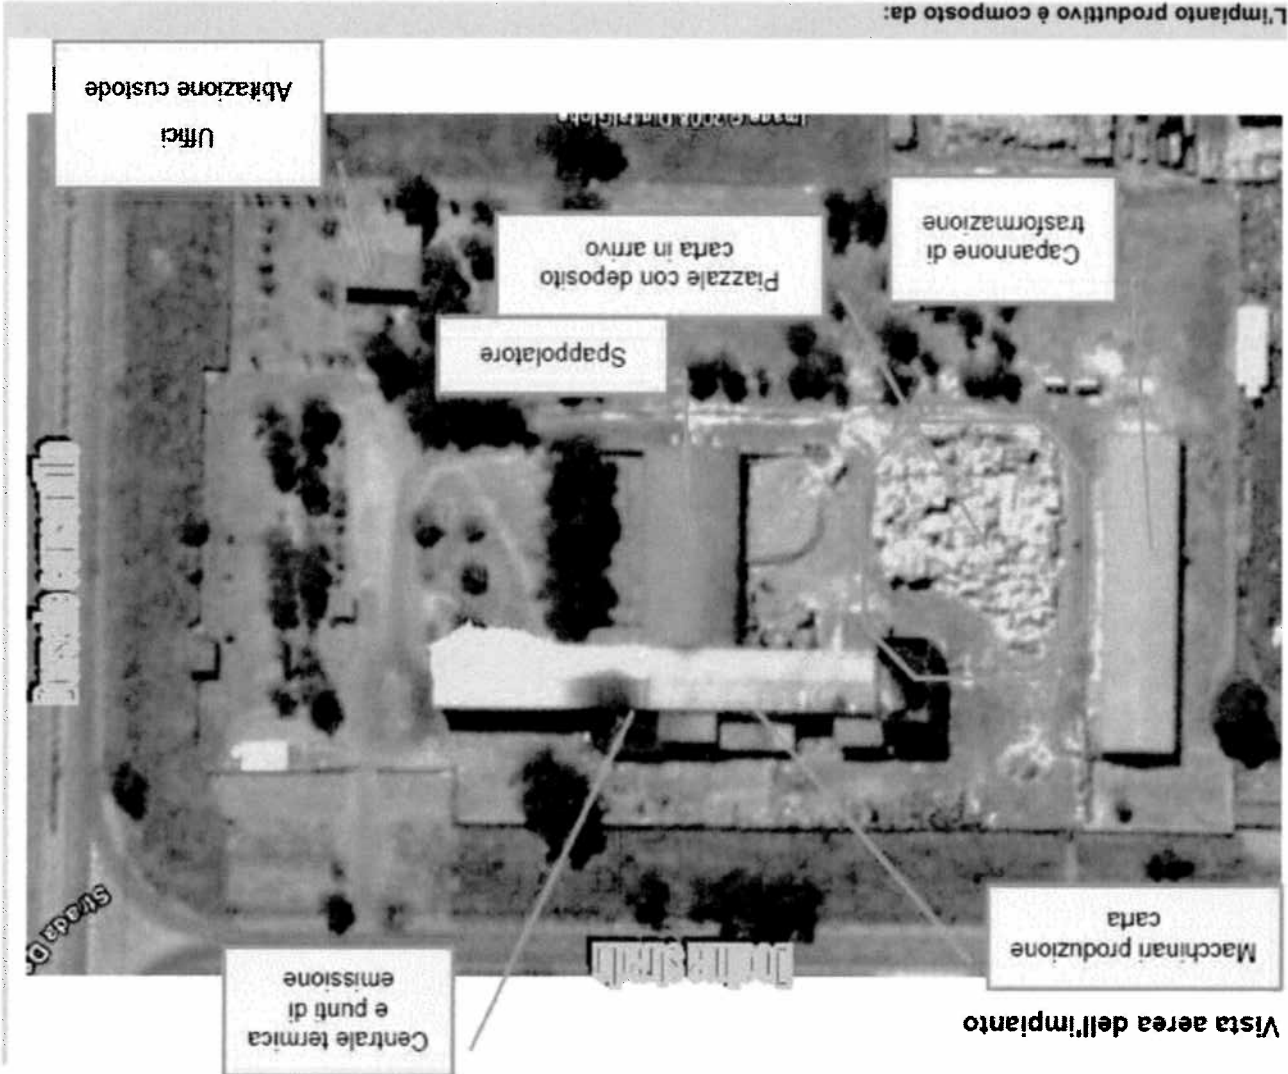 Vista aerea dell'impianto
Centrale termica
e punti di
emissione
Macchinari produzione
carta
Strada D.
Spappolatore
Piazzale con deposito
carta in arrivo
Capannone di
trasformazione
Uffici
Abitazione custode
L'impianto produttivo è composto da: